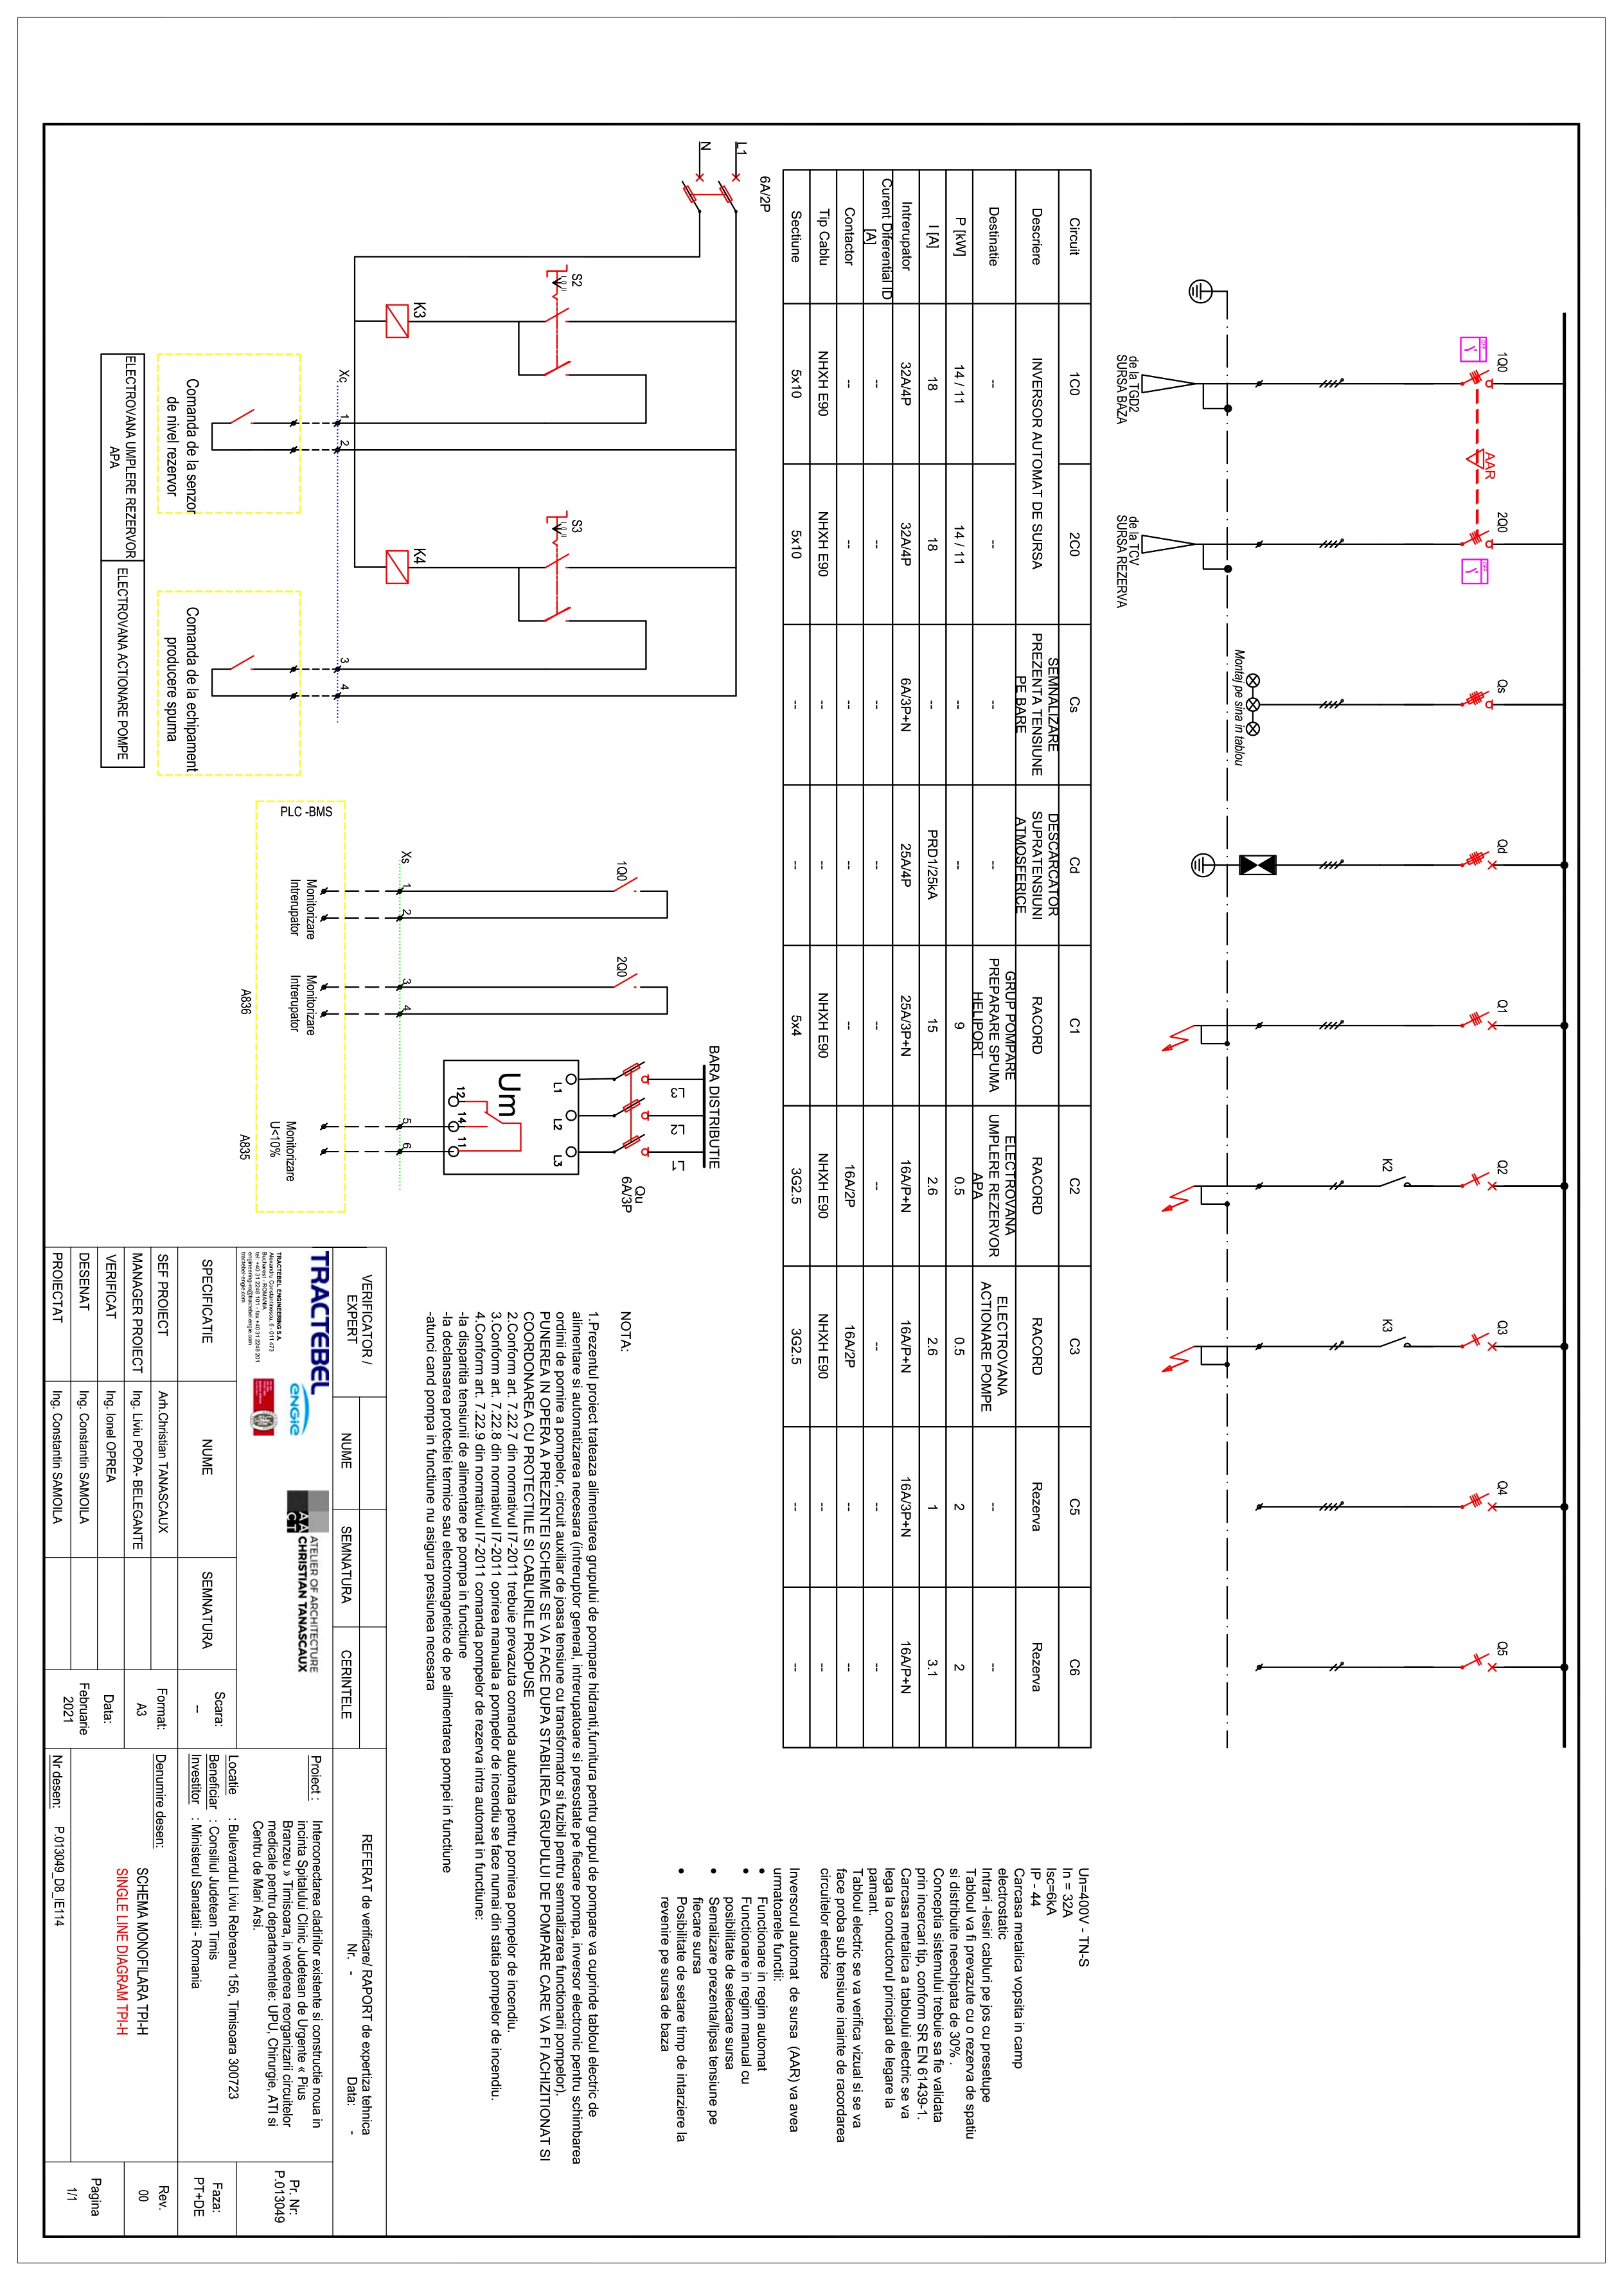 1Q0
AAR
2Q0
Qs
Qd
Q1
Q2
Q3
Q4
Q5
K2
K3
de la TGD2
SURSA BAZA
de la TCV
SURSA REZERVA
Montaj pe sina in tablou
Circuit
1C0
2C0
Cs
Cd
C1
C2
C3
C5
C6
Descriere
INVERSOR AUTOMAT DE SURSA
SEMNALIZARE
PREZENTA TENSIUNE
PE BARE
DESCARCATOR
SUPRATENSIUNI
ATMOSFERICE
RACORD
RACORD
RACORD
Rezerva
Rezerva
Destinatie
--
--
--
--
GRUP POMPARE
PREPARARE SPUMA
HELIPORT
ELECTROVANA
UMPLERE REZERVOR
APA
ELECTROVANA
ACTIONARE POMPE
--
--
P [kW]
14 / 11
14 / 11
--
--
9
0.5
0.5
2
2
I [A]
18
18
--
PRD1/25kA
15
2.6
2.6
1
3.1
Intrerupator
32A/4P
32A/4P
6A/3P+N
25A/4P
25A/3P+N
16A/P+N
16A/P+N
16A/3P+N
16A/P+N
Curent Diferential ID
[A]
--
--
--
--
--
--
--
--
--
Contactor
--
--
--
--
--
16A/2P
16A/2P
--
--
Tip Cablu
NHXH E90
NHXH E90
--
--
NHXH E90
NHXH E90
NHXH E90
--
--
Sectiune
5x10
5x10
--
--
5x4
3G2.5
3G2.5
--
--
Un=400V - TN-S
In = 32A
Isc=6kA
IP - 44
Carcasa metalica vopsita in camp
electrostatic
Intrari -Iesiri cabluri pe jos cu presetupe
Tabloul va fi prevazute cu o rezerva de spatiu
si distributie neechipata de 30% .
Conceptia sistemului trebuie sa fie validata
prin incercari tip, conform SR EN 61439-1.
Carcasa metalica a tabloului electric se va
lega la conductorul principal de legare la
pamant.
Tabloul electric se va verifica vizual si se va
face proba sub tensiune inainte de racordarea
circuitelor electrice
Inversorul automat de sursa (AAR) va avea
urmatoarele functii:
• Functionare in regim automat
• Functionare in regim manual cu
posibilitate de selecare sursa
• Semalizare prezenta/lipsa tensiune pe
fiecare sursa
• Posibilitate de setare timp de intarziere la
revenire pe sursa de baza
6A/2P
L1
N
S2
S3
K3
K4
Xc
1
2
3
4
Comanda de la senzor
de nivel rezervor
Comanda de la echipament
producere spuma
ELECTROVANA UMPLERE REZERVOR
APA
ELECTROVANA ACTIONARE POMPE
BARA DISTRIBUTIE
L3
L2
L1
Qu
6A/3P
1Q0
2Q0
L1
L2
L3
Um
12
14
11
Xs
1
2
3
4
5
6
PLC -BMS
Monitorizare
Intrerupator
Monitorizare
Intrerupator
Monitorizare
U<10%
A836
A835
NOTA:
1.Prezentul proiect trateaza alimentarea grupului de pompare hidranti,furnitura pentru grupul de pompare va cuprinde tabloul electric de
alimentare si automatizarea necesara (intreruptor general, intrerupatoare si presostate pe fiecare pompa, inversor electronic pentru schimbarea
ordinii de pornire a pompelor, circuit auxiliar de joasa tensiune cu transformator si fuzibil pentru semnalizarea functionarii pompelor).
PUNEREA IN OPERA A PREZENTEI SCHEME SE VA FACE DUPA STABILIREA GRUPULUI DE POMPARE CARE VA FI ACHIZITIONAT SI
COORDONAREA CU PROTECTIILE SI CABLURILE PROPUSE
2.Conform art. 7.22.7 din normativul I7-2011 trebuie prevazuta comanda automata pentru pornirea pompelor de incendiu.
3.Conform art. 7.22.8 din normativul I7-2011 oprirea manuala a pompelor de incendiu se face numai din statia pompelor de incendiu.
4.Conform art. 7.22.9 din normativul I7-2011 comanda pompelor de rezerva intra automat in functiune:
-la disparitia tensiunii de alimentare pe pompa in functiune
-la declansarea protectiei termice sau electromagnetice de pe alimentarea pompei in functiune
-atunci cand pompa in functiune nu asigura presiunea necesara
VERIFICATOR /
EXPERT
NUME
SEMNATURA
CERINTELE
REFERAT de verificare/ RAPORT de expertiza tehnica
Nr. - Data: -
TRACTEBEL
ENGIE
TRACTEBEL ENGINEERING S.A.
Alexandru Constantinescu, 6 - 011 473
Bucharest - ROMANIA
tel: +40 31 2248 101 - fax +40 31 2248 201
engineering-ro@tractebel.engie.com
tractebel-engie.com
AA
CT
ATELIER OF ARCHITECTURE
CHRISTIAN TANASCAUX
Proiect :
Interconectarea cladirilor existente si constructie noua in
incinta Spitalului Clinic Judetean de Urgente « Pius
Branzeu » Timisoara, in vederea reorganizarii circuitelor
medicale pentru departamentele: UPU, Chirurgie, ATI si
Centru de Mari Arsi.
Locatie : Bulevardul Liviu Rebreanu 156, Timisoara 300723
Beneficiar : Consiliul Judetean Timis
Investitor : Ministerul Sanatatii - Romania
Pr. Nr:
P.013049
SPECIFICATIE
NUME
SEMNATURA
Scara:
--
Faza:
PT+DE
SEF PROIECT
Arh.Christian TANASCAUX
MANAGER PROIECT
Ing. Liviu POPA- BELEGANTE
Format:
A3
VERIFICAT
Ing. Ionel OPREA
DESENAT
Ing. Constantin SAMOILA
PROIECTAT
Ing. Constantin SAMOILA
Data:
Februarie
2021
Denumire desen:
SCHEMA MONOFILARA TPI-H
SINGLE LINE DIAGRAM TPI-H
Rev.
00
Nr desen: P.013049_D8_IE114
Pagina
1/1